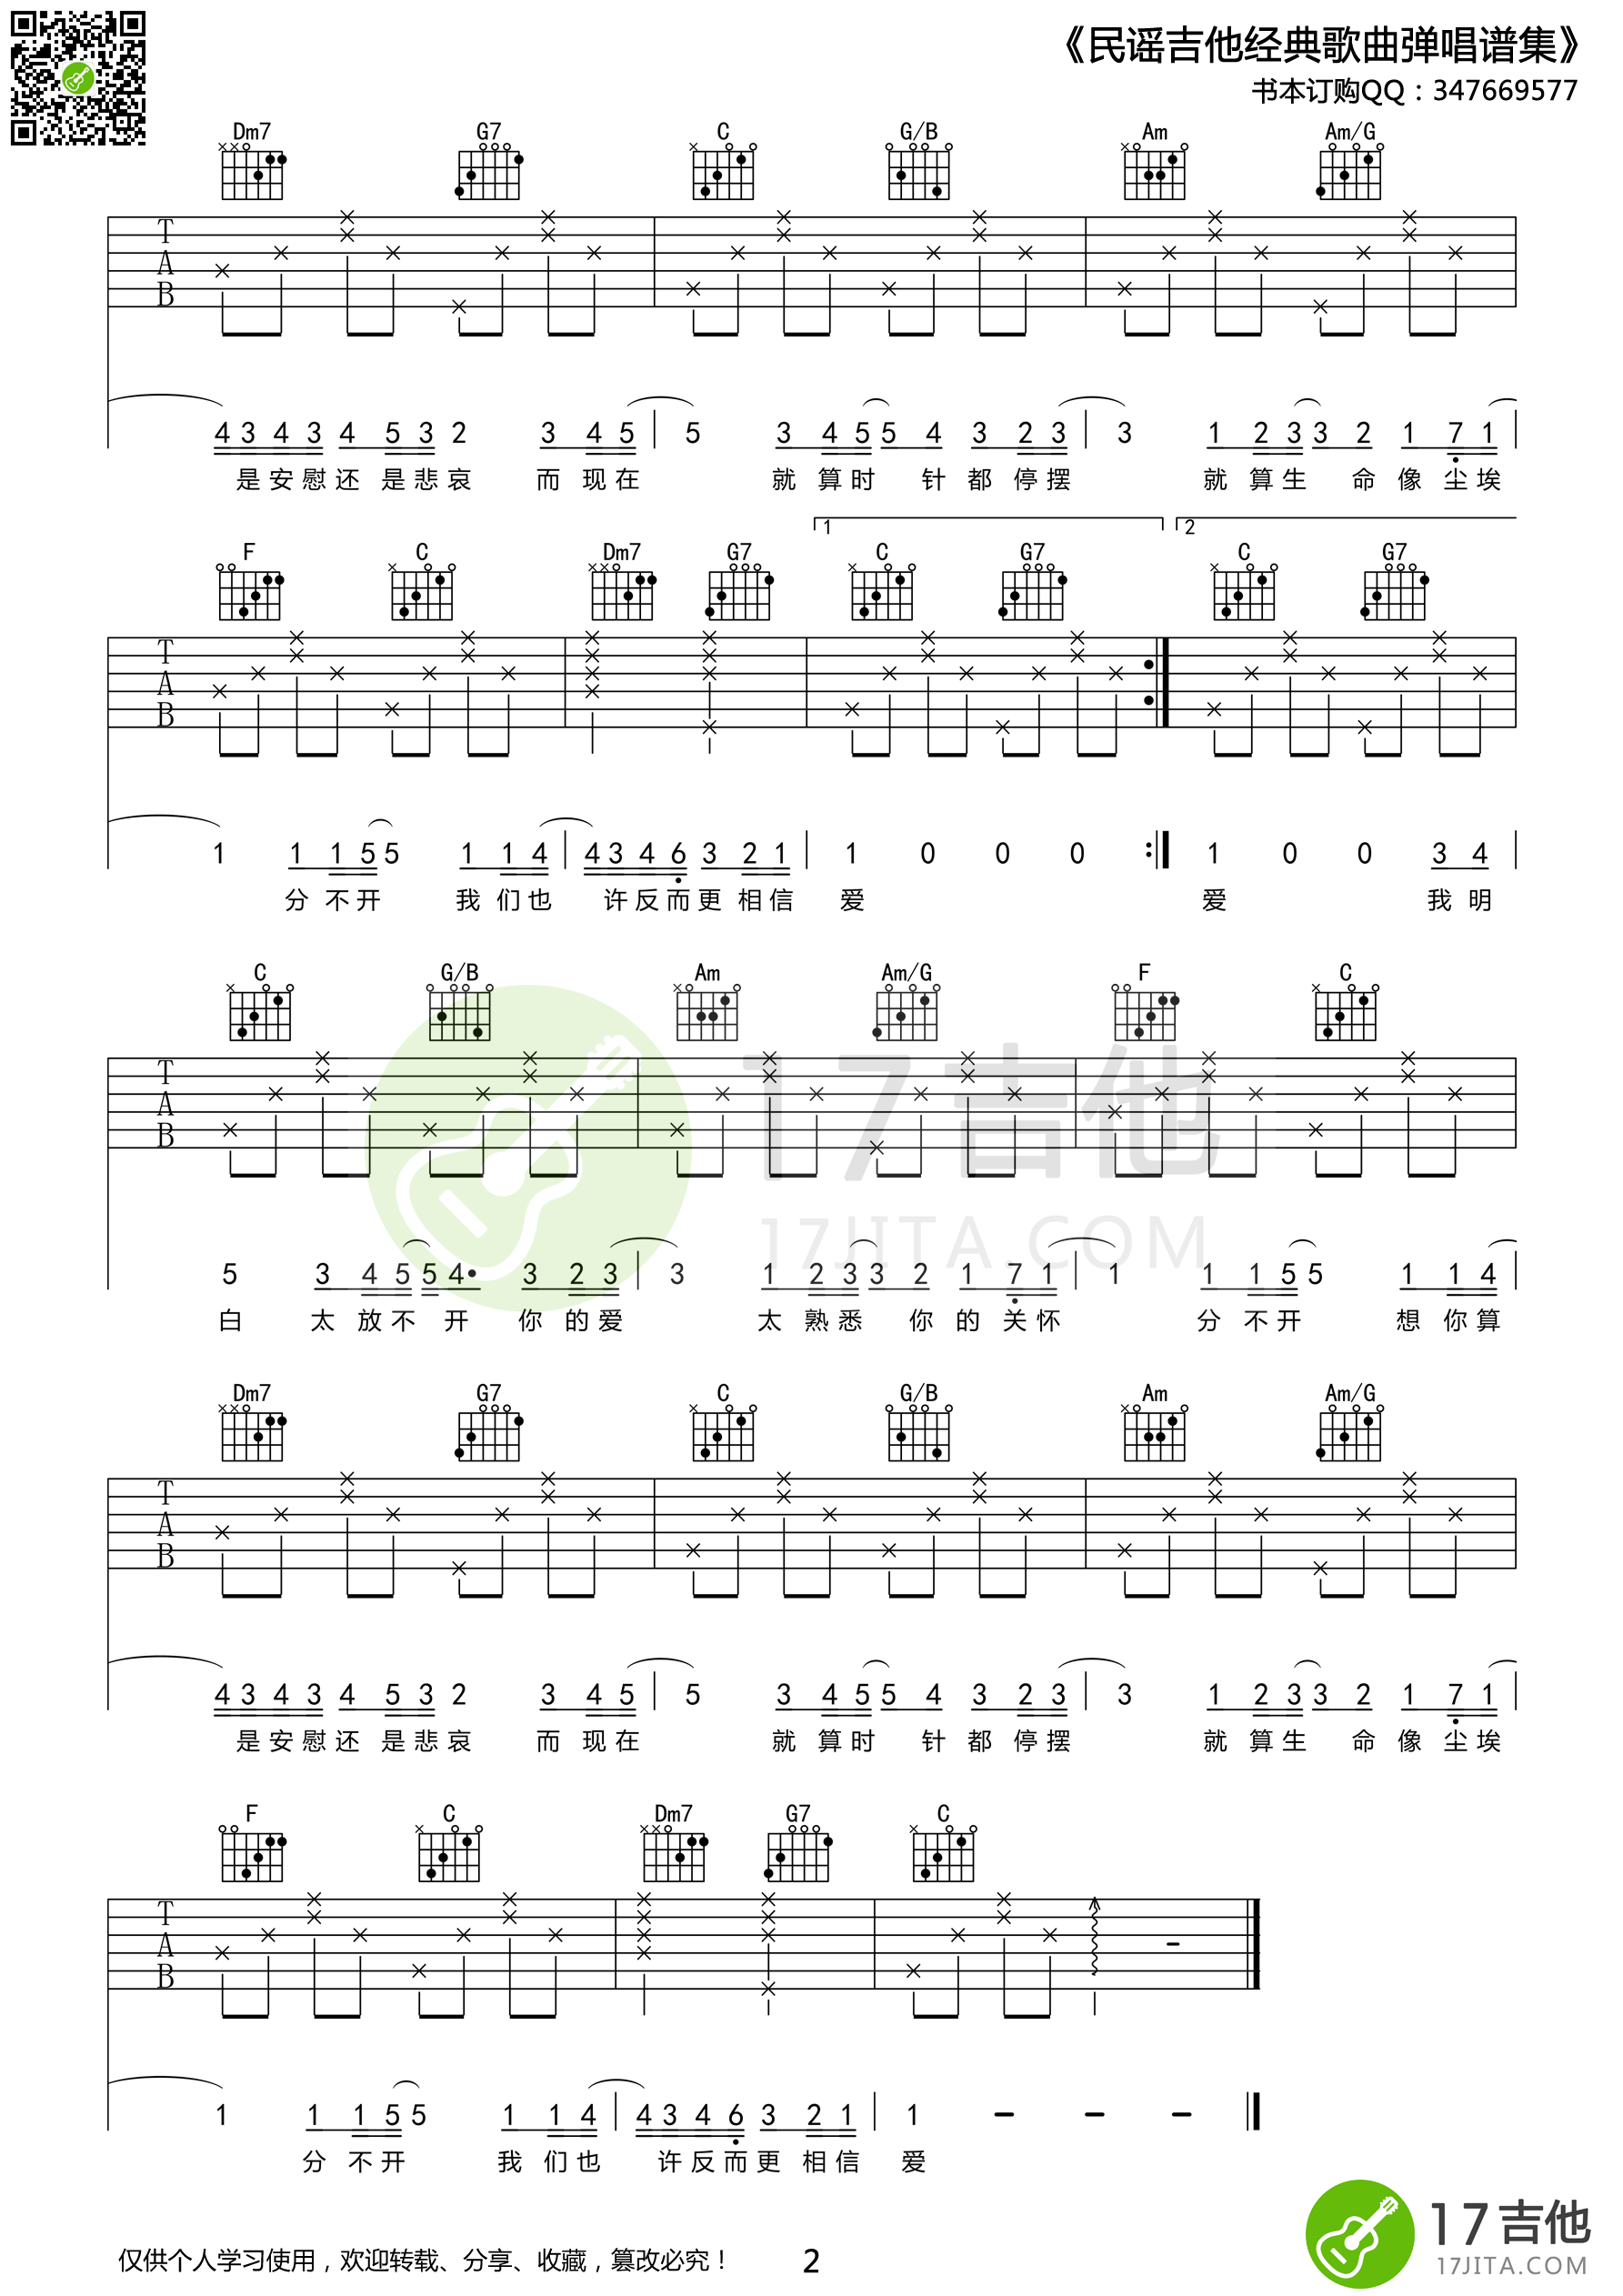 《民谣吉他经典歌曲弹唱谱集》
书本订购QQ：347669577
Dm7 G7 C G/B Am Am/G
T
A
B
4 3 4 3 4 5 3 2 3 4 5 5 3 4 5 5 4 3 2 3 3 1 2 3 3 2 1 7 1
是安慰还是悲哀 而现在 就算时 针都停摆 就算生 命像尘埃
1 2
F C Dm7 G7 C G7 C G7
T
A
B
1 1 1 5 5 1 1 4 4 3 4 6 3 2 1 1 0 0 0 1 0 0 3 4
分不开 我们也 许反而更相信 爱 爱 我明
C G/B Am Am/G F C
T
A
B
17吉他
17JITA.COM
5 3 4 5 5 4· 3 2 3 3 1 2 3 3 2 1 7 1 1 1 1 5 5 1 1 4
白 太放不 开 你的爱 太熟悉 你的关怀 分不开 想你算
Dm7 G7 C G/B Am Am/G
T
A
B
4 3 4 3 4 5 3 2 3 4 5 5 3 4 5 5 4 3 2 3 3 1 2 3 3 2 1 7 1
是安慰还是悲哀 而现在 就算时 针都停摆 就算生 命像尘埃
F C Dm7 G7 C
T
A
B
1 1 1 5 5 1 1 4 4 3 4 6 3 2 1 1 – – –
分不开 我们也 许反而更相信 爱
仅供个人学习使用，欢迎转载、分享、收藏，篡改必究！ 2
17吉他
17JITA.COM